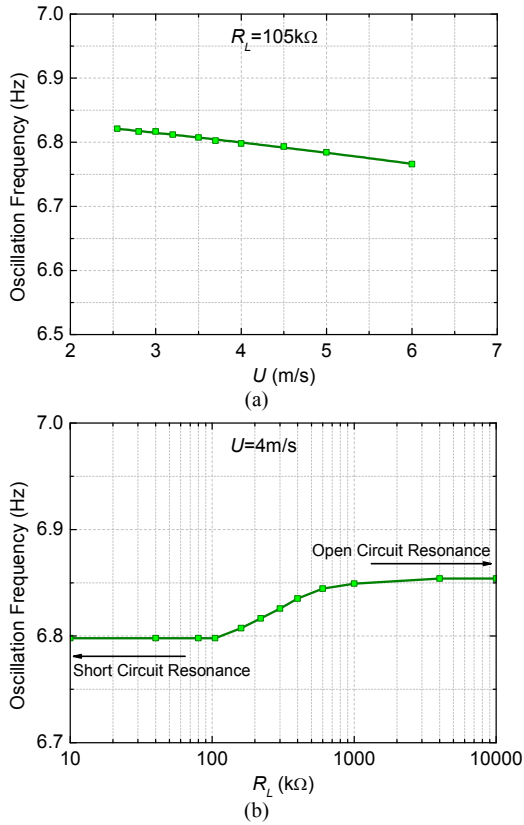 R_L=105kΩ
Oscillation Frequency (Hz)
7.0
6.9
6.8
6.7
6.6
6.5
2 3 4 5 6 7
U (m/s)
(a)
U=4m/s
Oscillation Frequency (Hz)
7.0
6.9
6.8
6.7
Open Circuit Resonance
Short Circuit Resonance
10 100 1000 10000
R_L (kΩ)
(b)